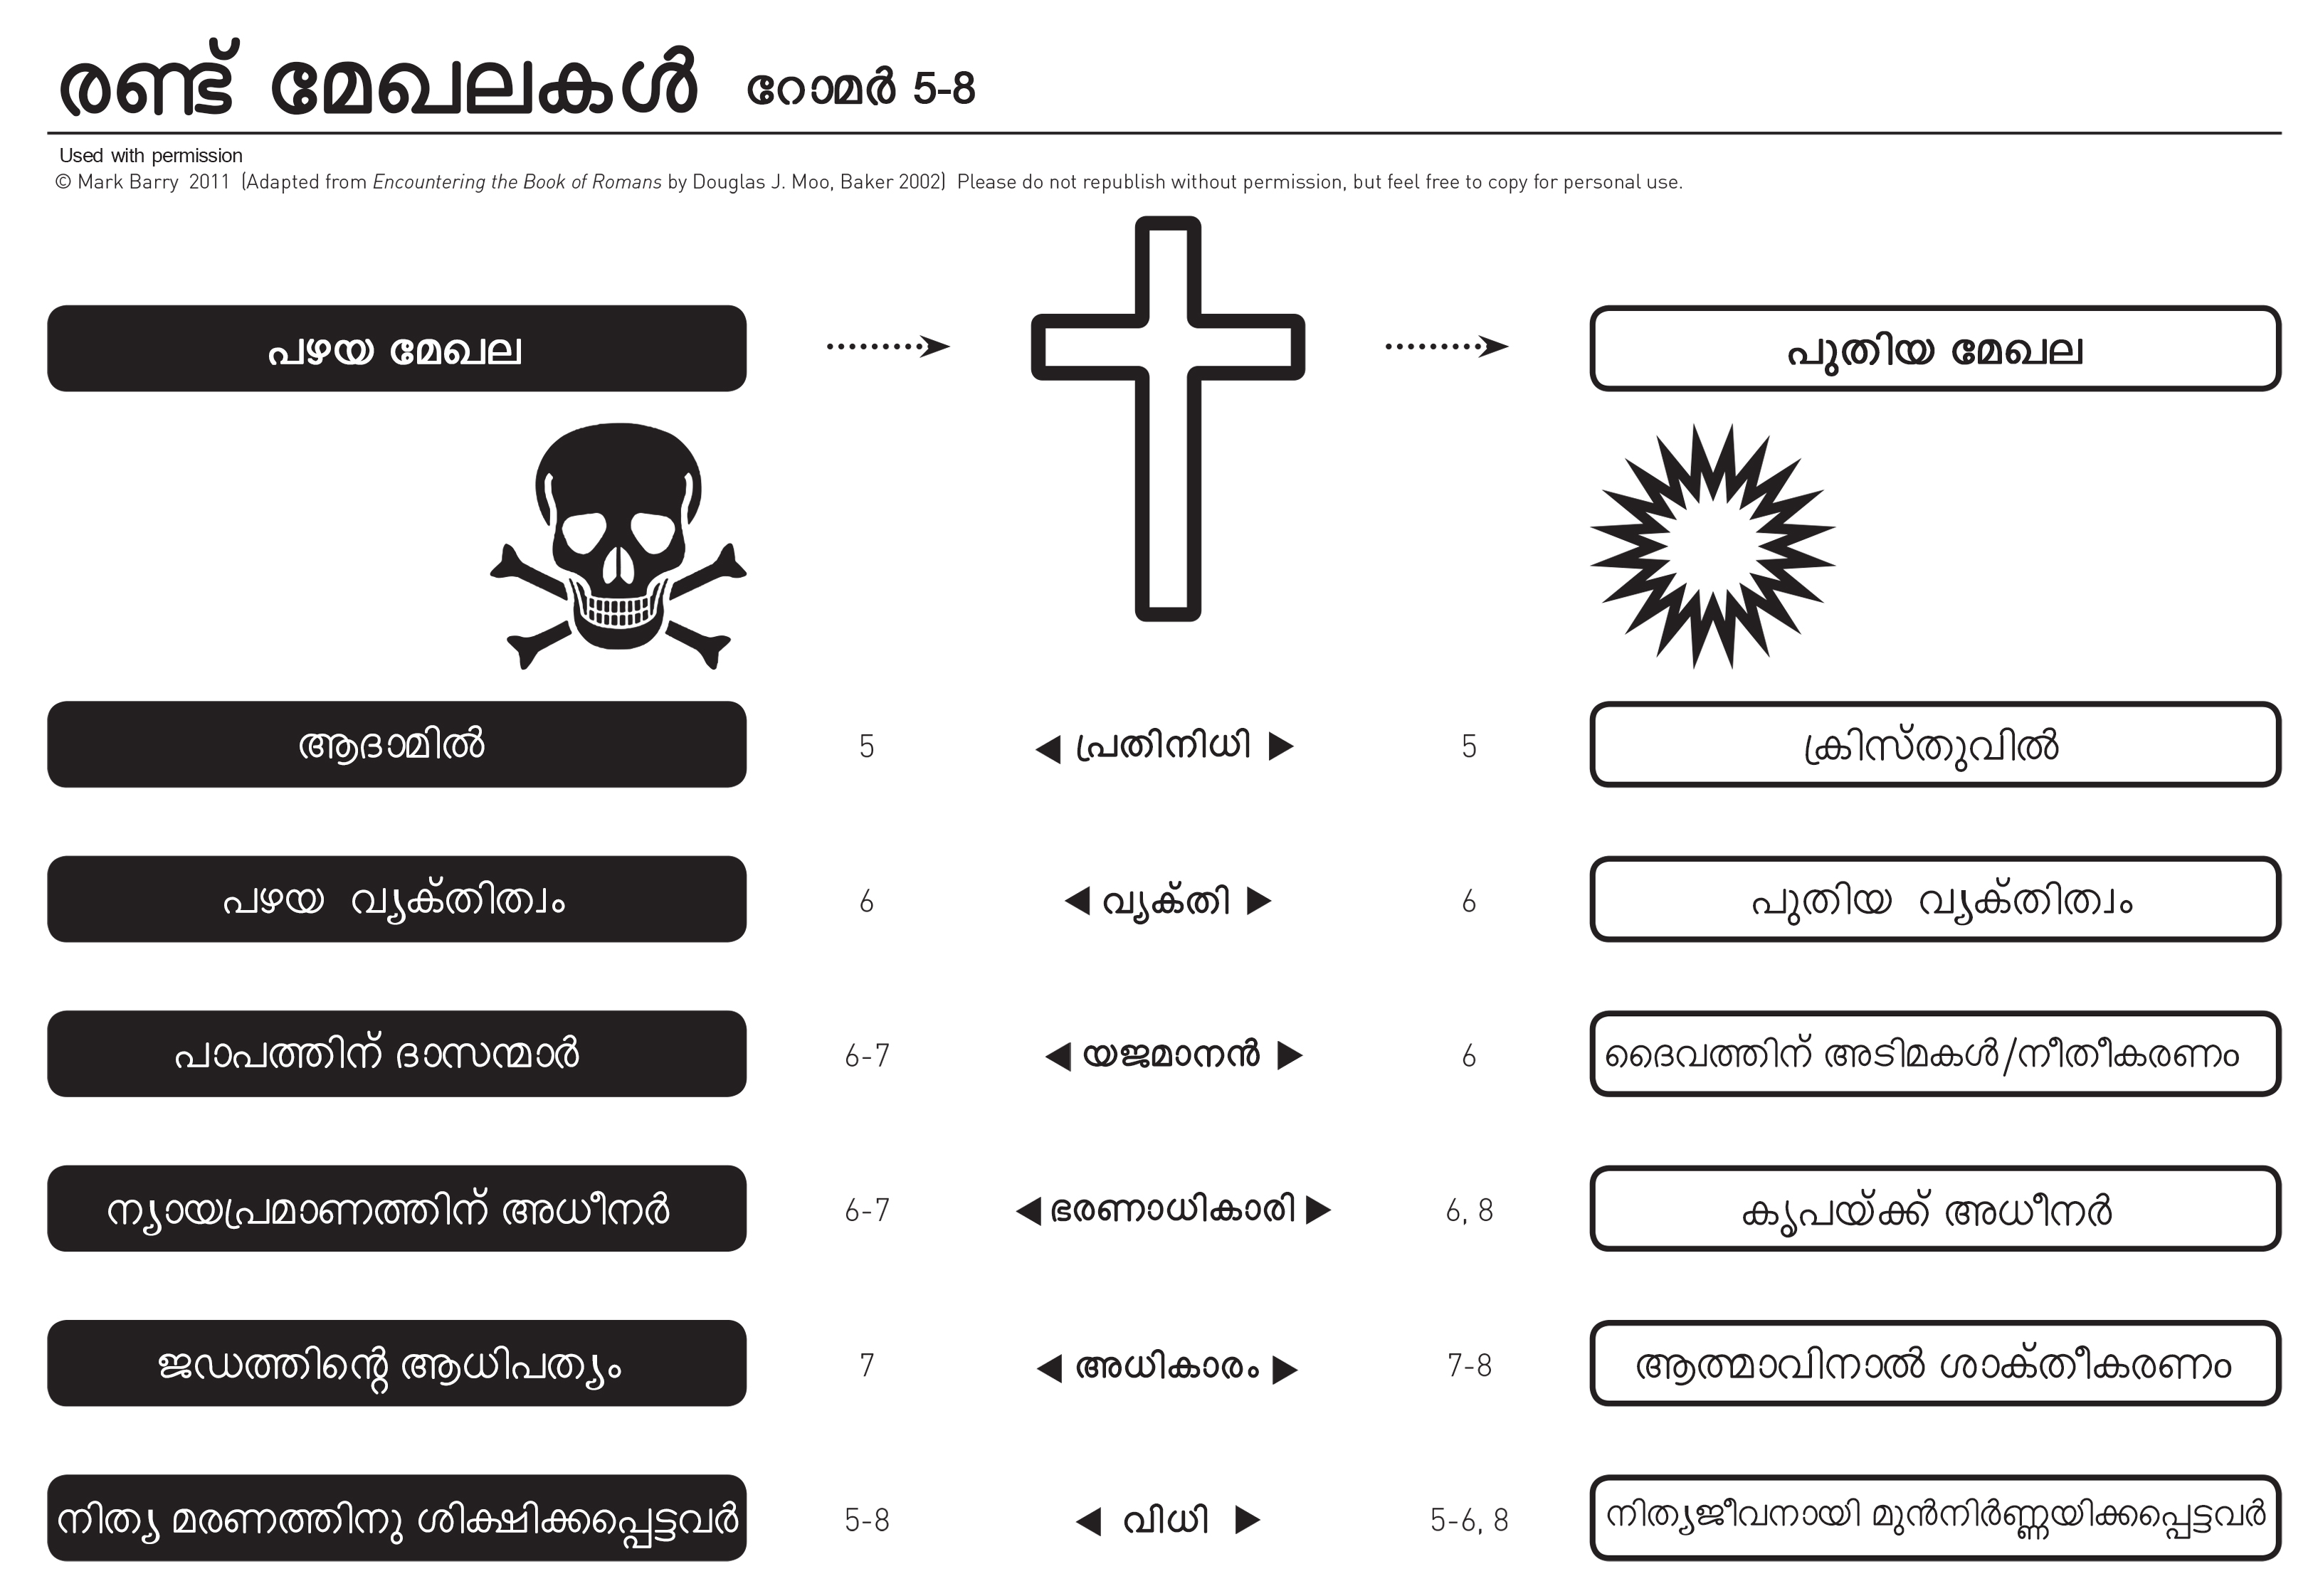 രണ്ട് മേഖലകൾ റോമർ 5-8
Used with permission
© Mark Barry 2011 (Adapted from Encountering the Book of Romans by Douglas J. Moo, Baker 2002) Please do not republish without permission, but feel free to copy for personal use.
പഴയ മേഖല പുതിയ മേഖല
ആദാമിൽ 5 ◀ പ്രതിനിധി ▶ 5 ക്രിസ്തുവിൽ
പഴയ വ്യക്തിത്വം 6 ◀ വ്യക്തി ▶ 6 പുതിയ വ്യക്തിത്വം
പാപത്തിന് ദാസന്മാർ 6-7 ◀ യജമാനൻ ▶ 6 ദൈവത്തിന് അടിമകൾ/നീതീകരണം
ന്യായപ്രമാണത്തിന് അധീനർ 6-7 ◀ ഭരണാധികാരി ▶ 6, 8 കൃപയ്ക്ക് അധീനർ
ജഡത്തിന്റെ ആധിപത്യം 7 ◀ അധികാരം ▶ 7-8 ആത്മാവിനാൽ ശാക്തീകരണം
നിത്യ മരണത്തിനു ശിക്ഷിക്കപ്പെട്ടവർ 5-8 ◀ വിധി ▶ 5-6, 8 നിത്യജീവനായി മുൻനിർണ്ണയിക്കപ്പെട്ടവർ